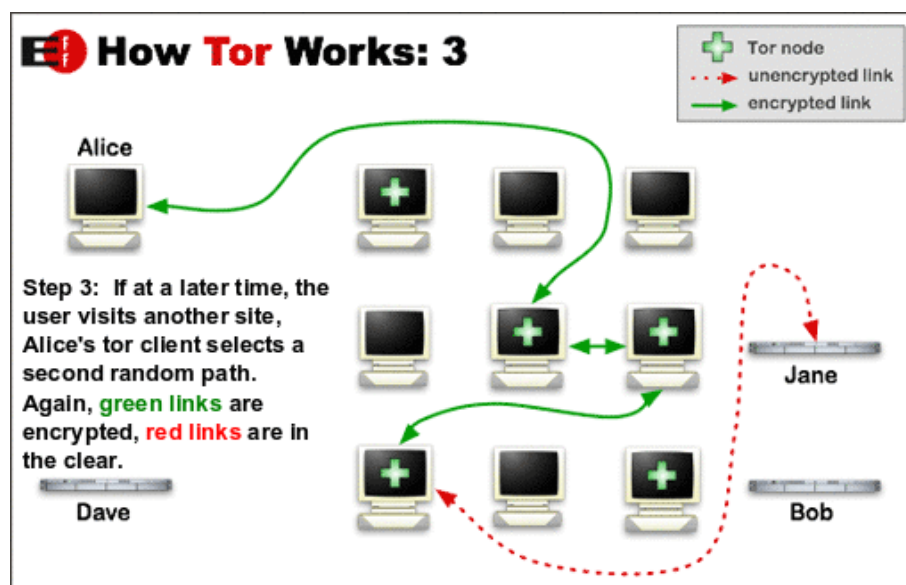 EFF How Tor Works: 3
Tor node
unencrypted link
encrypted link
Alice
Step 3: If at a later time, the
user visits another site,
Alice's tor client selects a
second random path.
Again, green links are
encrypted, red links are in
the clear.
Jane
Dave
Bob